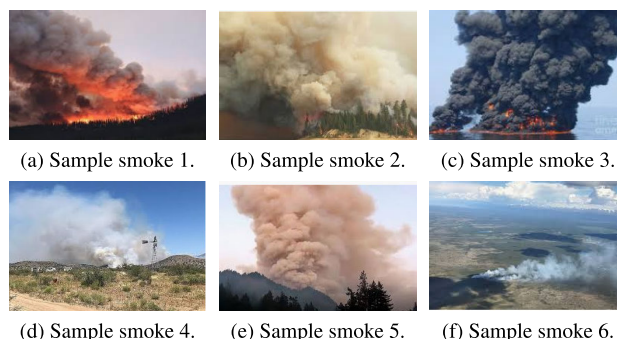 (a) Sample smoke 1.
(b) Sample smoke 2.
(c) Sample smoke 3.
(d) Sample smoke 4.
(e) Sample smoke 5.
(f) Sample smoke 6.